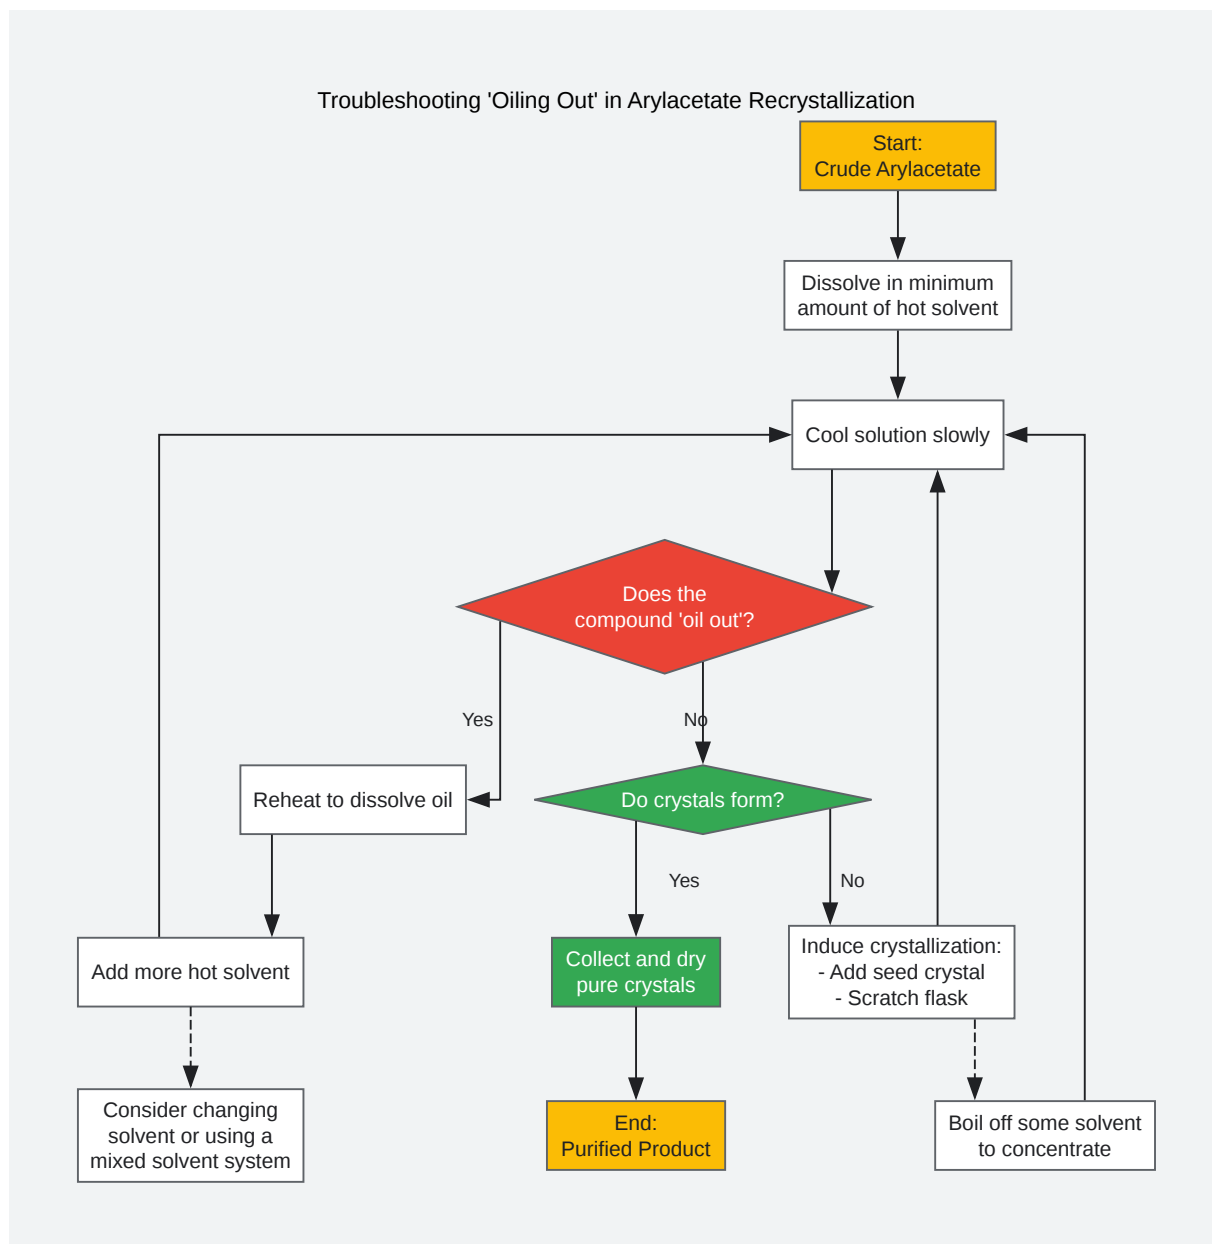 Troubleshooting 'Oiling Out' in Arylacetate Recrystallization
Start:
Crude Arylacetate
Dissolve in minimum
amount of hot solvent
Cool solution slowly
Does the
compound 'oil out'?
Yes
No
Reheat to dissolve oil
Do crystals form?
Yes
No
Add more hot solvent
Collect and dry
pure crystals
Induce crystallization:
- Add seed crystal
- Scratch flask
Consider changing
solvent or using a
mixed solvent system
End:
Purified Product
Boil off some solvent
to concentrate